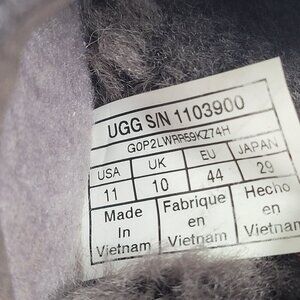 UGG S/N 1103900
G0P2LWRR59KZ74H
USA UK EU JAPAN
11 10 44 29
Made Fabrique Hecho
In en en
Vietnam Vietnam Vietnam